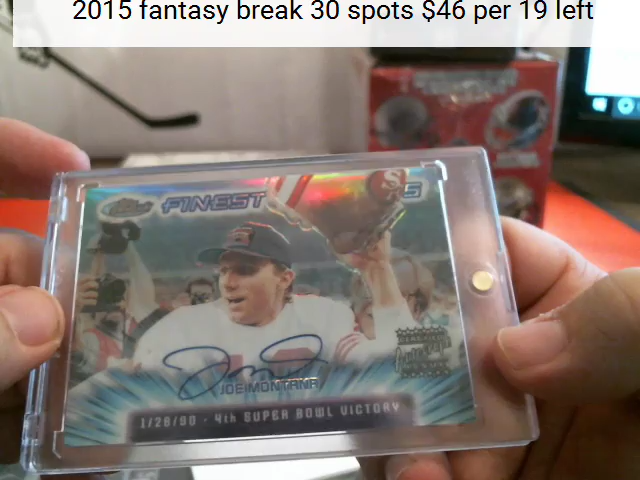 2015 fantasy break 30 spots $46 per 19 left
FINEST
JOE MONTANA
1/28/90 - 4th SUPER BOWL VICTORY